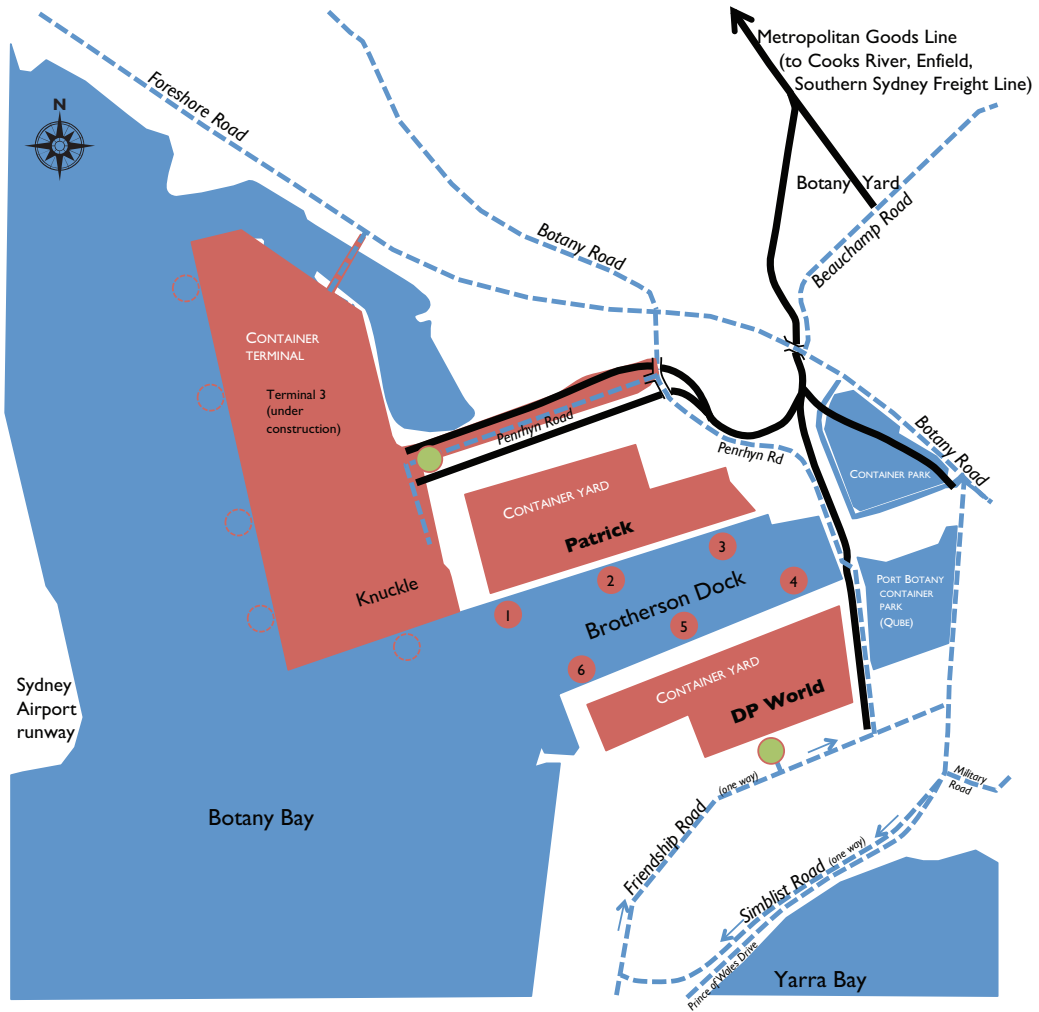 Metropolitan Goods Line
(to Cooks River, Enfield,
Southern Sydney Freight Line)
Foreshore Road
N
Botany Yard
Beauchamp Road
Botany Road
CONTAINER
TERMINAL
Terminal 3
(under
construction)
Penrhyn Road
Penrhyn Rd
Botany Road
CONTAINER PARK
CONTAINER YARD
Patrick
3
2
4
1
Brotherson Dock
5
6
Knuckle
PORT BOTANY
CONTAINER
PARK
(QUBE)
CONTAINER YARD
DP World
Sydney
Airport
runway
Botany Bay
(one way)
Friendship Road
Military
Road
Simblist Road (one way)
Prince of Wales Drive
Yarra Bay